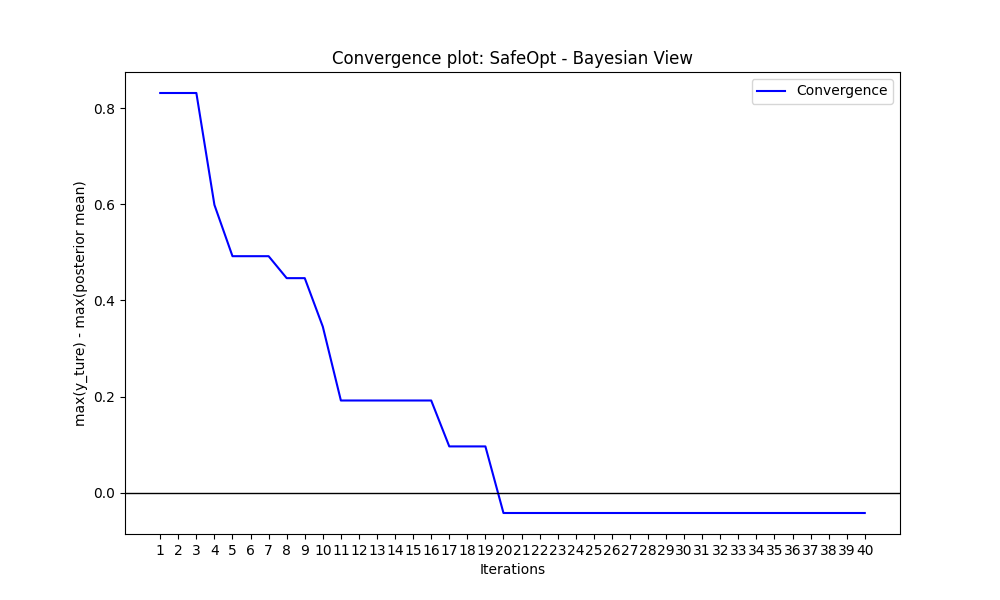 Convergence plot: SafeOpt - Bayesian View
Convergence
max(y_ture) - max(posterior mean)
0.8
0.6
0.4
0.2
0.0
1 2 3 4 5 6 7 8 9 10 11 12 13 14 15 16 17 18 19 20 21 22 23 24 25 26 27 28 29 30 31 32 33 34 35 36 37 38 39 40
Iterations